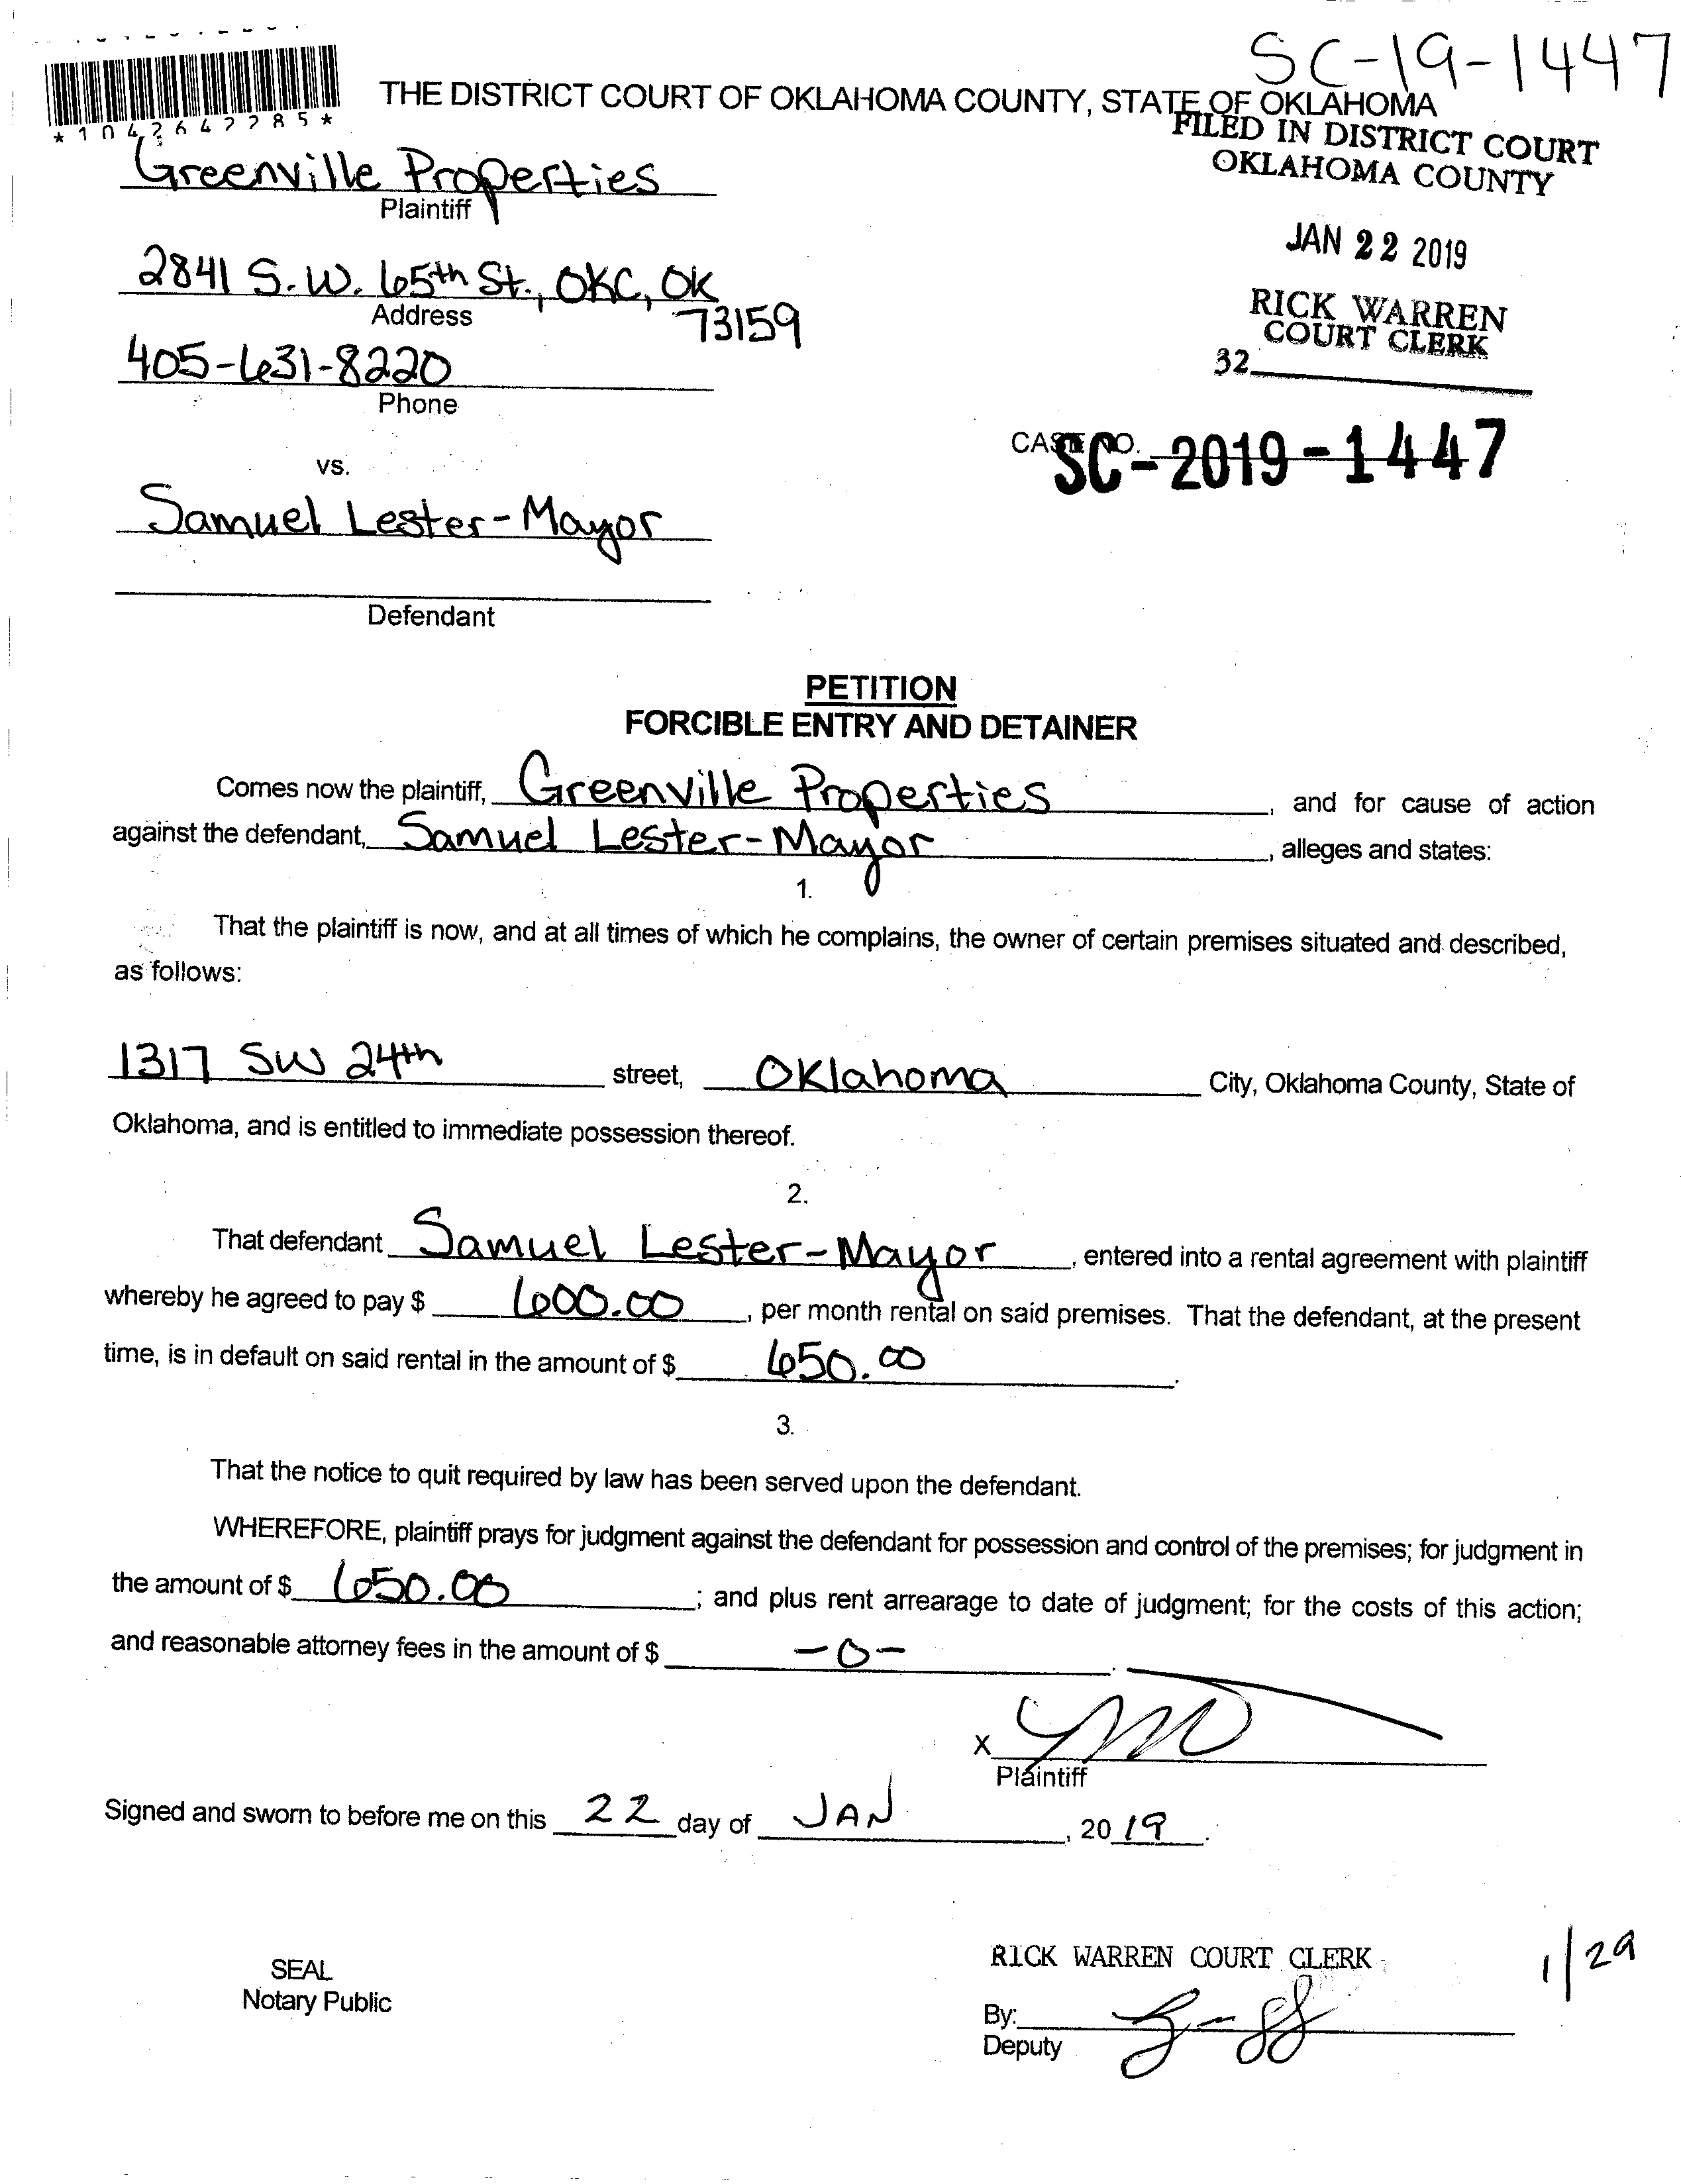 SC-19-1447
THE DISTRICT COURT OF OKLAHOMA COUNTY, STATE OF OKLAHOMA
FILED IN DISTRICT COURT
OKLAHOMA COUNTY
Greenville Properties
Plaintiff
JAN 22 2019
2841 S.W. 65th St., OKC, OK
Address
73159
RICK WARREN
COURT CLERK
405-631-8220
32
Phone
CASE NO.
SC-2019-1447
vs.
Samuel Lester-Mayor
Defendant
PETITION
FORCIBLE ENTRY AND DETAINER
Comes now the plaintiff, Greenville Properties, and for cause of action
against the defendant, Samuel Lester-Mayor, alleges and states:
1.
That the plaintiff is now, and at all times of which he complains, the owner of certain premises situated and described,
as follows:
1317 SW 24th street, Oklahoma City, Oklahoma County, State of
Oklahoma, and is entitled to immediate possession thereof.
2.
That defendant Samuel Lester-Mayor, entered into a rental agreement with plaintiff
whereby he agreed to pay $ 600.00, per month rental on said premises. That the defendant, at the present
time, is in default on said rental in the amount of $ 650.00.
3.
That the notice to quit required by law has been served upon the defendant.
WHEREFORE, plaintiff prays for judgment against the defendant for possession and control of the premises; for judgment in
the amount of $ 650.00; and plus rent arrearage to date of judgment; for the costs of this action;
and reasonable attorney fees in the amount of $ -0-.
X
Plaintiff
Signed and sworn to before me on this 22 day of JAN, 2019.
SEAL
Notary Public
RICK WARREN COURT CLERK
1/29
By:
Deputy